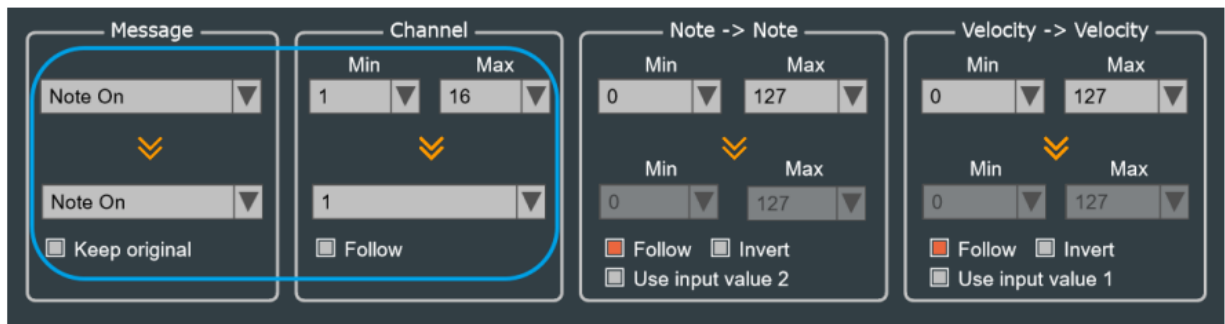 Message
Channel
Note -> Note
Velocity -> Velocity
Min Max
Min Max
Min Max
Note On
1 16
0 127
0 127
Min Max
Min Max
Note On
1
0 127
0 127
Keep original
Follow
Follow Invert
Follow Invert
Use input value 2
Use input value 1